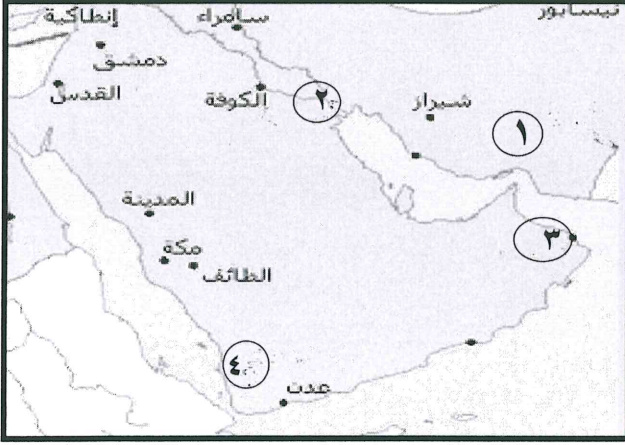 نيسابور
سامراء
إنطاكية
دمشق
١
شيراز
٢
الكوفة
القدس
المدينة
٣
مكة
الطائف
٤
عدن